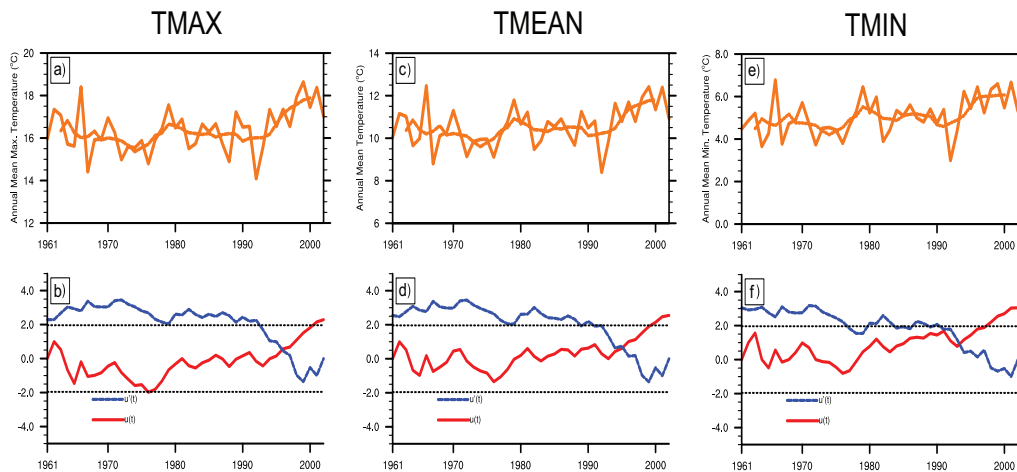 TMAX TMEAN TMIN
a)
Annual Mean Max. Temperature (°C)
20
18
16
14
12
1961 1970 1980 1990 2000
c)
Annual Mean Temperature (°C)
14
12
10
8
6
1961 1970 1980 1990 2000
e)
Annual Mean Min. Temperature (°C)
8.0
6.0
4.0
2.0
0.0
1961 1970 1980 1990 2000
b)
4.0
2.0
0.0
-2.0
-4.0
u'(t)
u(t)
1961 1970 1980 1990 2000
d)
4.0
2.0
0.0
-2.0
-4.0
u'(t)
u(t)
1961 1970 1980 1990 2000
f)
4.0
2.0
0.0
-2.0
-4.0
u'(t)
u(t)
1961 1970 1980 1990 2000